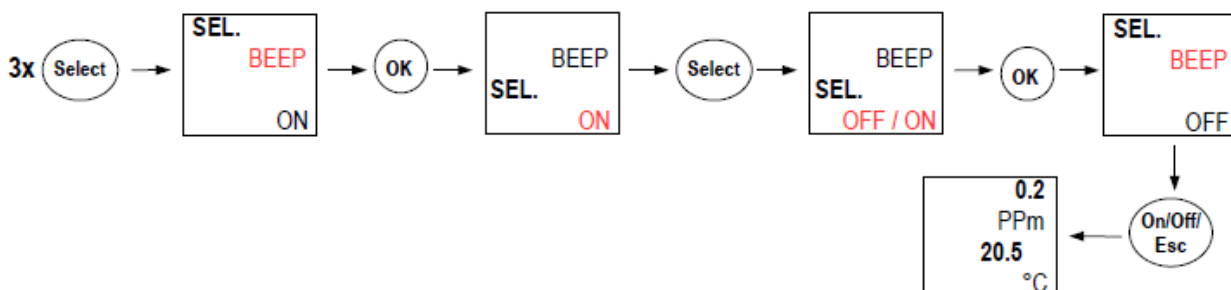 3x
Select
SEL.
BEEP
ON
OK
BEEP
SEL.
ON
Select
BEEP
SEL.
OFF / ON
OK
SEL.
BEEP
OFF
On/Off/
Esc
0.2
PPm
20.5
°C